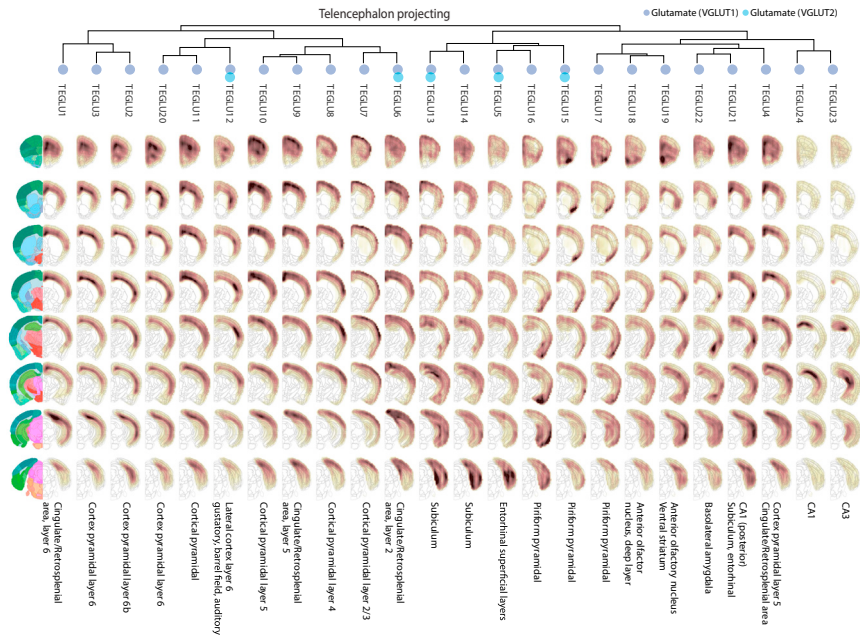 Telencephalon projecting
Glutamate (VGLUT1)
Glutamate (VGLUT2)
TEGLU1
TEGLU3
TEGLU2
TEGLU20
TEGLU11
TEGLU12
TEGLU10
TEGLU9
TEGLU8
TEGLU7
TEGLU6
TEGLU13
TEGLU14
TEGLU5
TEGLU16
TEGLU15
TEGLU17
TEGLU18
TEGLU19
TEGLU22
TEGLU21
TEGLU4
TEGLU24
TEGLU23
Cingulate/Retrosplenial
area, layer 6
Cortex pyramidal layer 6
Cortex pyramidal layer 6b
Cortex pyramidal layer 6
Cortical pyramidal
Lateral cortex layer 6
gustatory, barrel field, auditory
Cortical pyramidal layer 5
Cingulate/Retrosplenial
area, layer 5
Cortical pyramidal layer 4
Cortical pyramidal layer 2/3
Cingulate/Retrosplenial
area, layer 2
Subiculum
Subiculum
Entorhinal superficial layers
Piriform pyramidal
Piriform pyramidal
Piriform pyramidal
Anterior olfactor
nucleus, deep layer
Anterior olfactory nucleus
Ventral striatum
Basolateral amygdala
CA1 (posterior)
Subiculum, entorhinal
Cortex pyramidal layer 5
Cingulate/Retrosplenial area
CA1
CA3